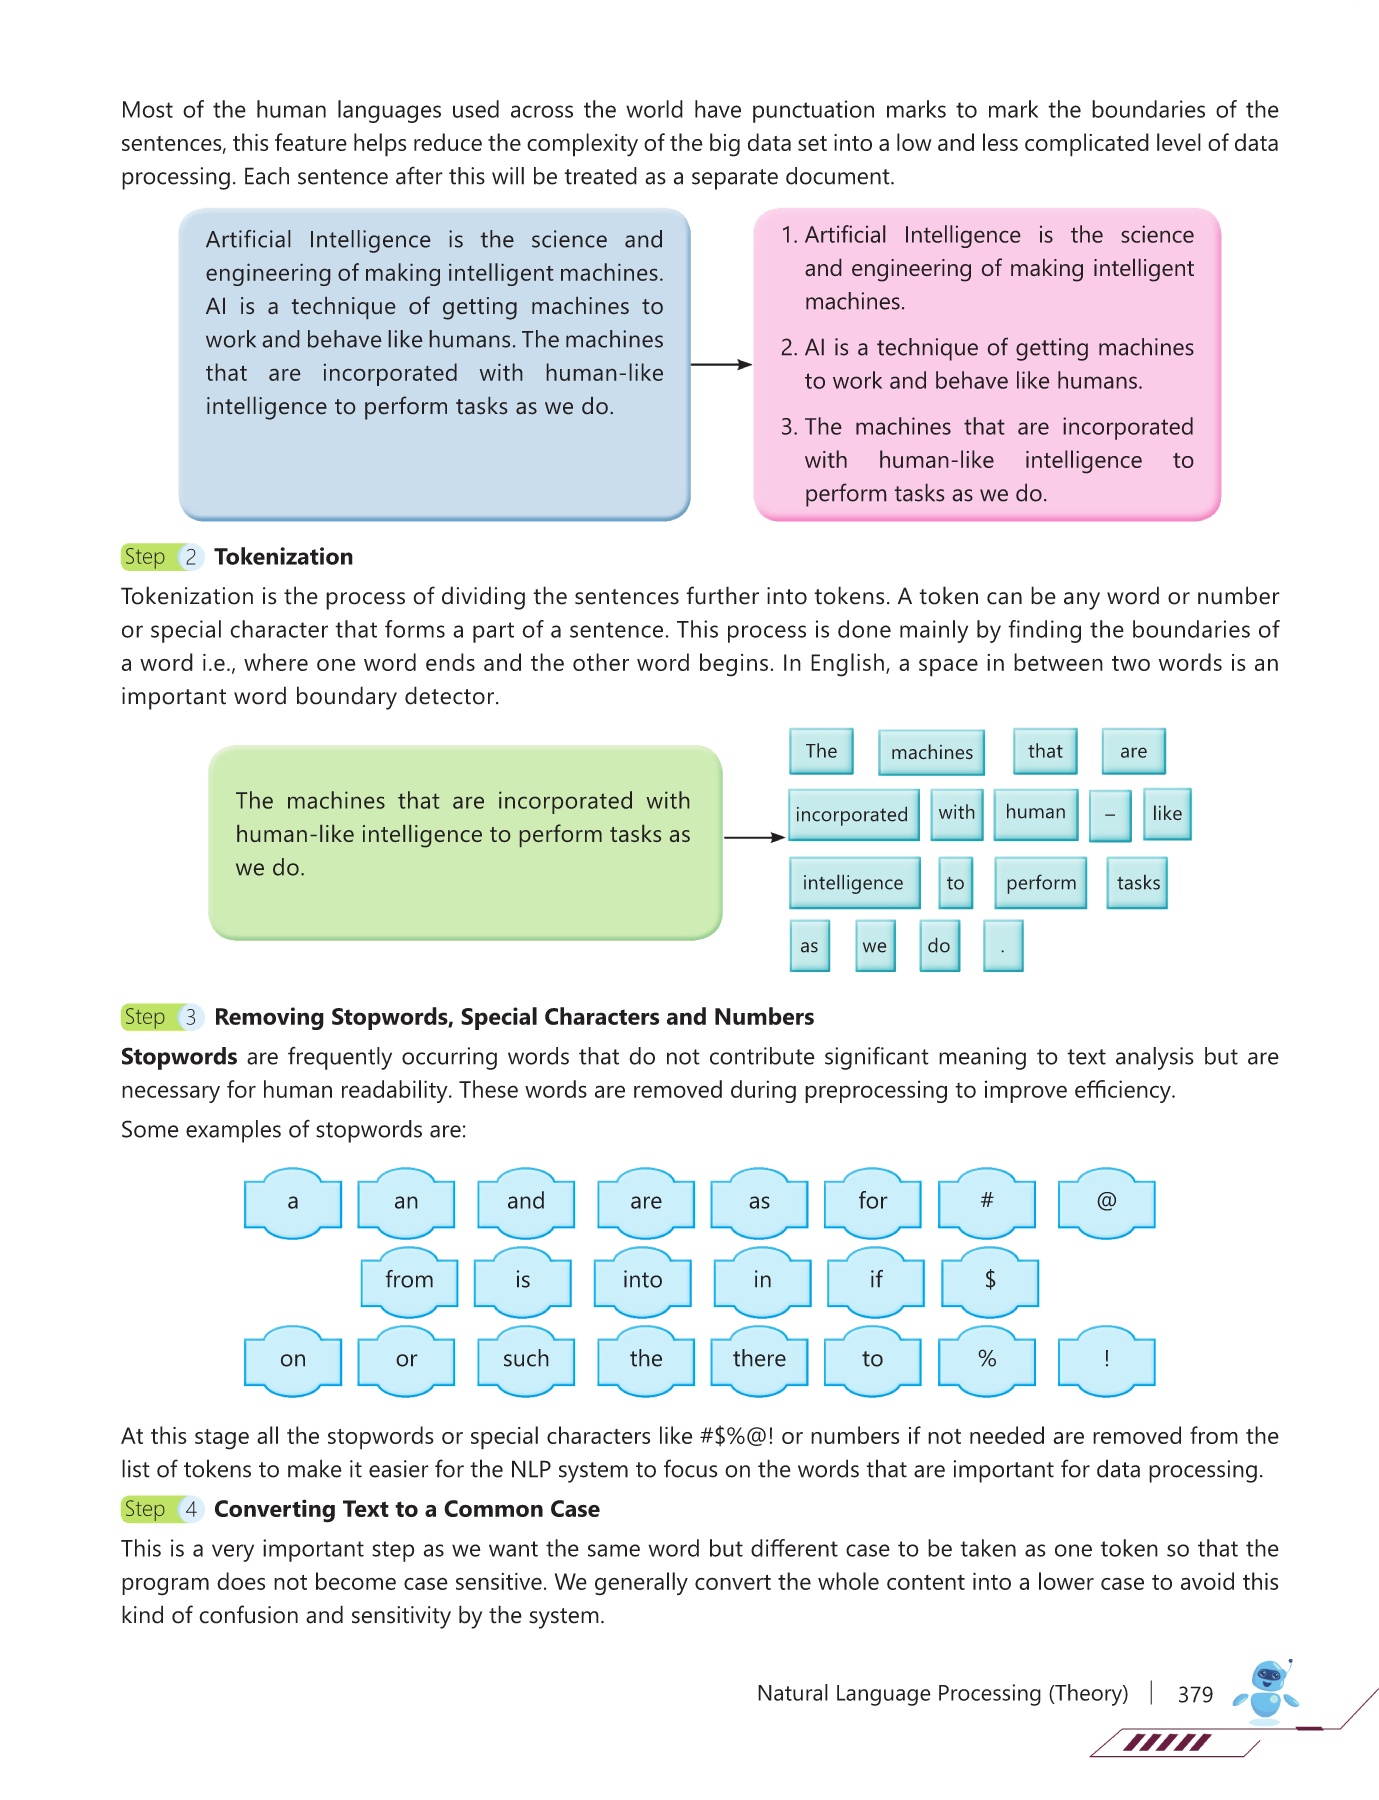 Most of the human languages used across the world have punctuation marks to mark the boundaries of the
sentences, this feature helps reduce the complexity of the big data set into a low and less complicated level of data
processing. Each sentence after this will be treated as a separate document.
Artificial Intelligence is the science and
engineering of making intelligent machines.
AI is a technique of getting machines to
work and behave like humans. The machines
that are incorporated with human-like
intelligence to perform tasks as we do.
1. Artificial Intelligence is the science
and engineering of making intelligent
machines.
2. AI is a technique of getting machines
to work and behave like humans.
3. The machines that are incorporated
with human-like intelligence to
perform tasks as we do.
Step 2 Tokenization
Tokenization is the process of dividing the sentences further into tokens. A token can be any word or number
or special character that forms a part of a sentence. This process is done mainly by finding the boundaries of
a word i.e., where one word ends and the other word begins. In English, a space in between two words is an
important word boundary detector.
The machines that are incorporated with
human-like intelligence to perform tasks as
we do.
The machines that are
incorporated with human – like
intelligence to perform tasks
as we do .
Step 3 Removing Stopwords, Special Characters and Numbers
Stopwords are frequently occurring words that do not contribute significant meaning to text analysis but are
necessary for human readability. These words are removed during preprocessing to improve efficiency.
Some examples of stopwords are:
a an and are as for # @
from is into in if $
on or such the there to % !
At this stage all the stopwords or special characters like #$%@! or numbers if not needed are removed from the
list of tokens to make it easier for the NLP system to focus on the words that are important for data processing.
Step 4 Converting Text to a Common Case
This is a very important step as we want the same word but different case to be taken as one token so that the
program does not become case sensitive. We generally convert the whole content into a lower case to avoid this
kind of confusion and sensitivity by the system.
Natural Language Processing (Theory) | 379